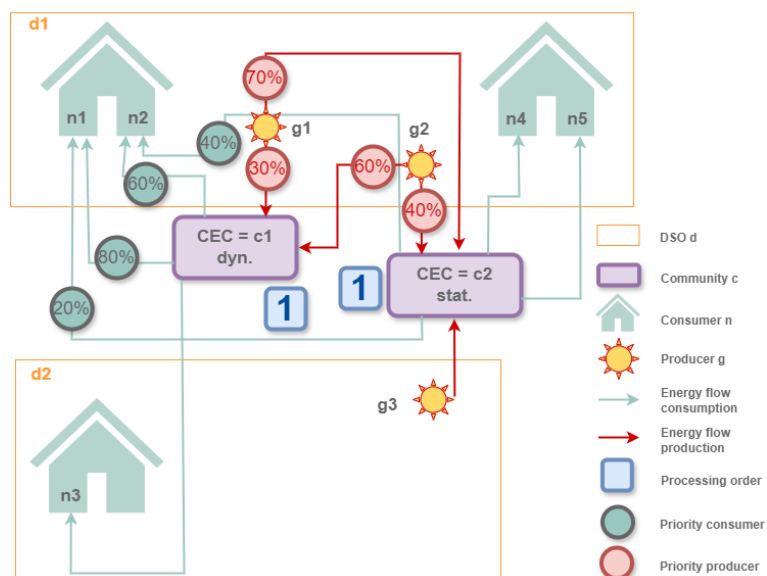 d1
70%
n1
n2
40%
g1
g2
n4
n5
30%
60%
60%
40%
CEC = c1
dyn.
80%
CEC = c2
stat.
1
1
20%
d2
g3
n3
DSO d
Community c
Consumer n
Producer g
Energy flow
consumption
Energy flow
production
Processing order
Priority consumer
Priority producer